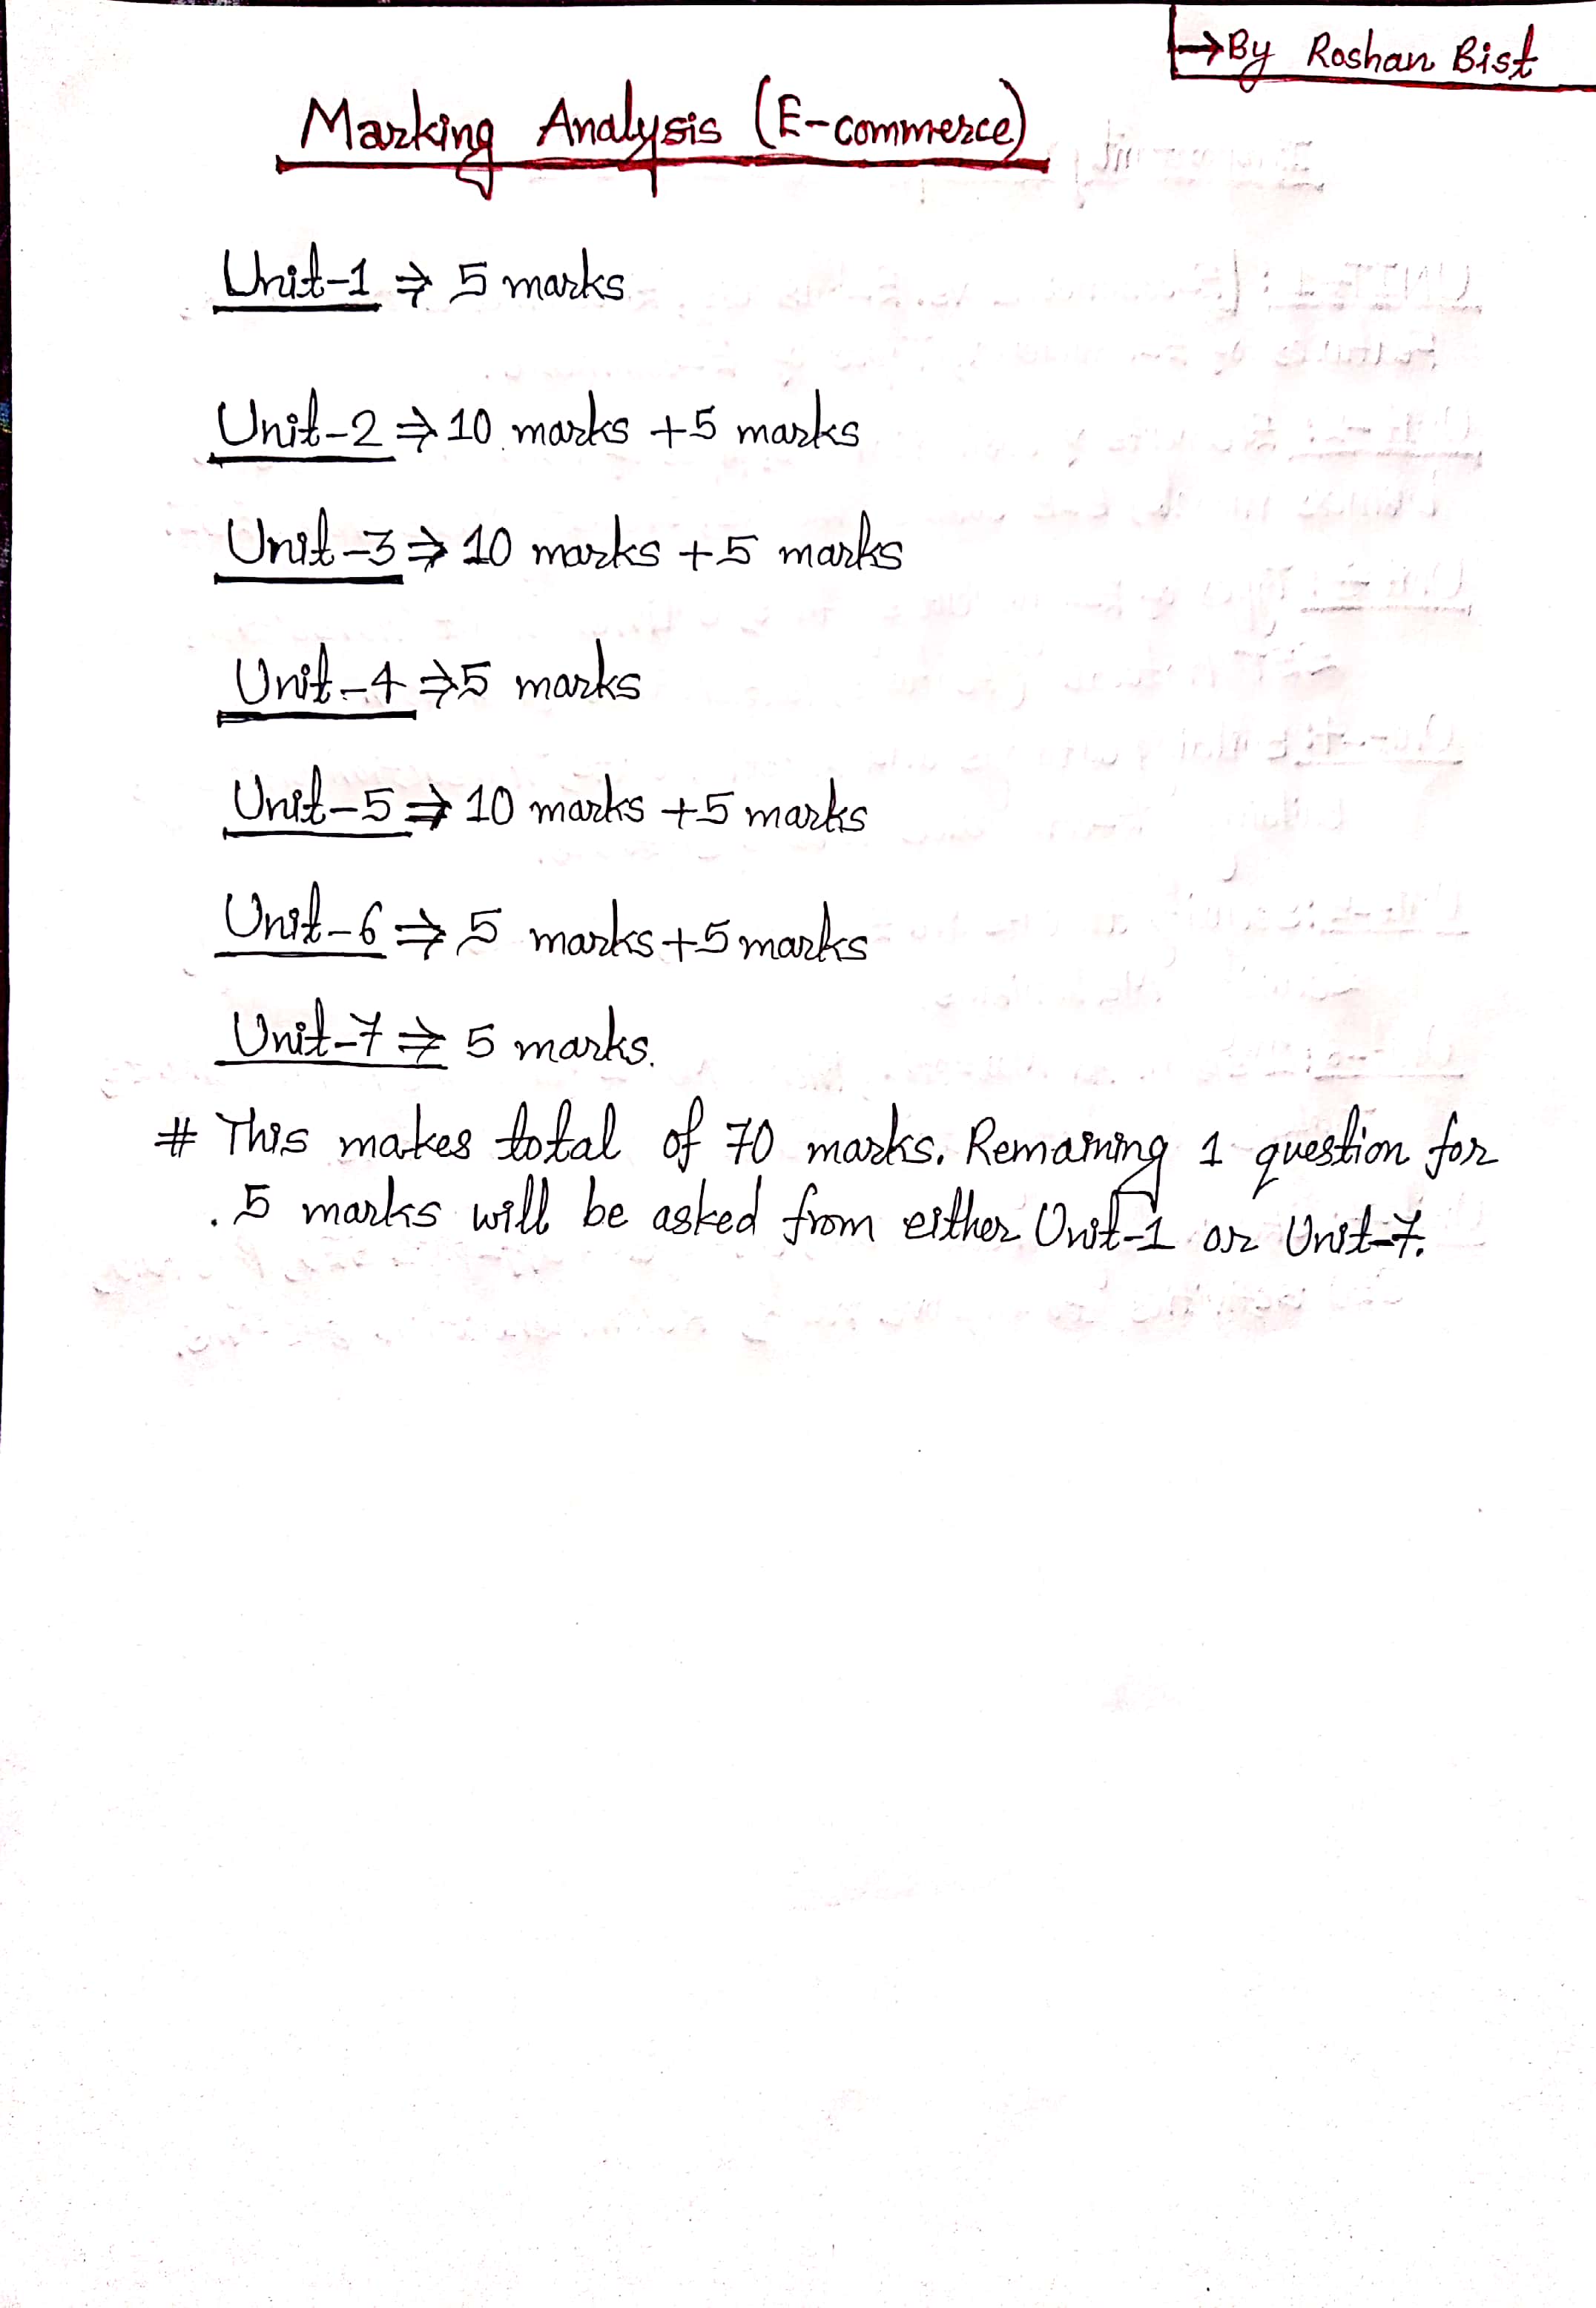 →By Roshan Bist
Marking Analysis (E-commerce)
Unit-1 ⇒ 5 marks
Unit-2 ⇒ 10 marks +5 marks
Unit-3 ⇒ 10 marks +5 marks
Unit-4 ⇒ 5 marks
Unit-5 ⇒ 10 marks +5 marks
Unit-6 ⇒ 5 marks +5 marks
Unit-7 ⇒ 5 marks.
# This makes total of 70 marks. Remaining 1 question for
5 marks will be asked from either Unit-1 or Unit-7.